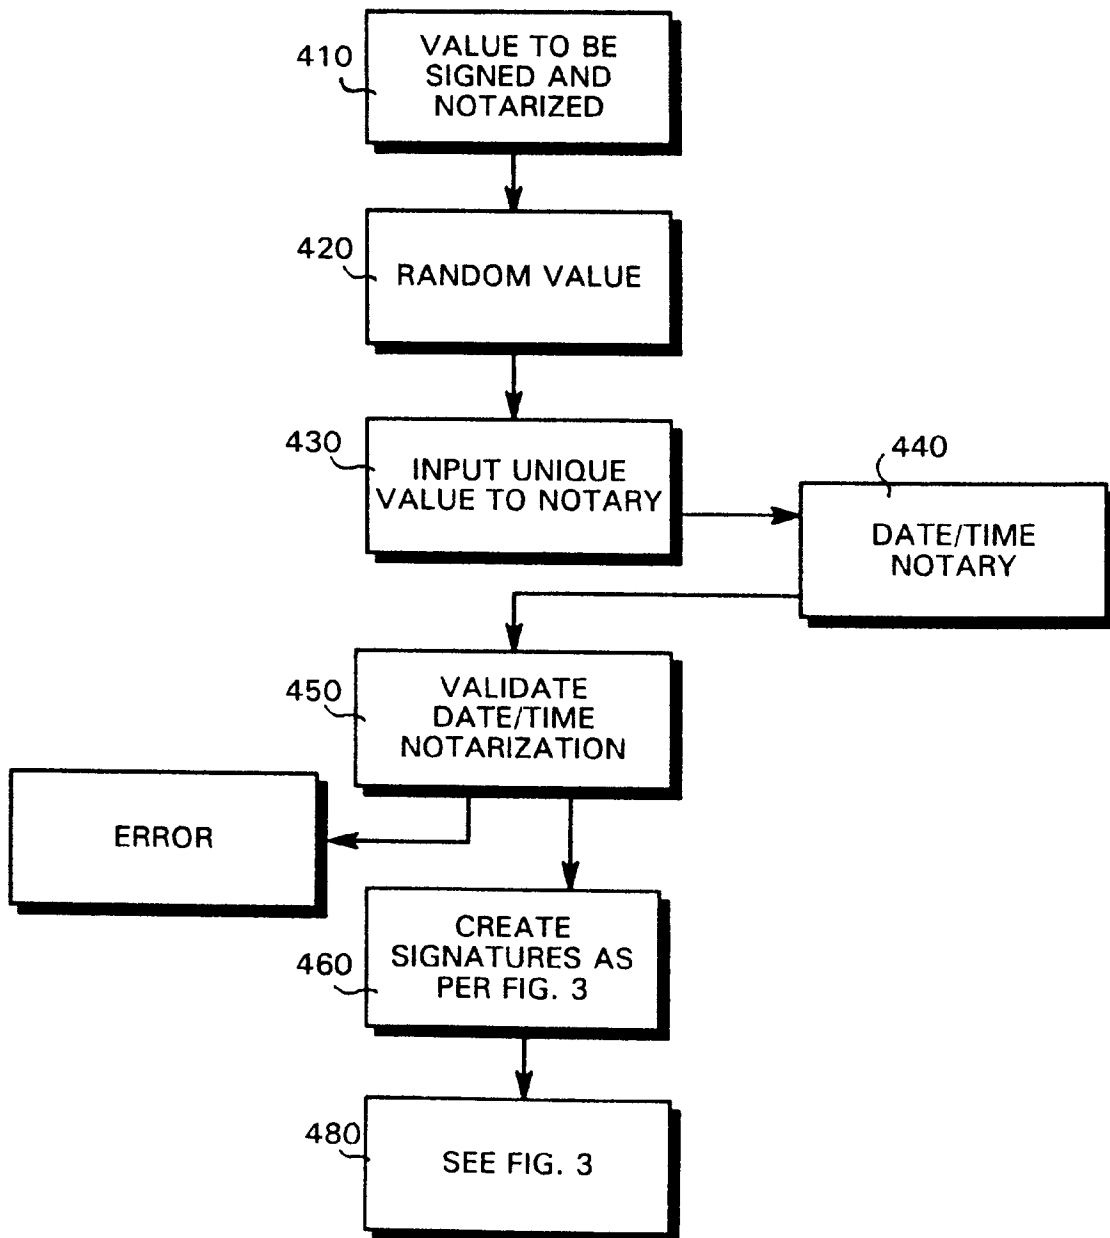 410
VALUE TO BE
SIGNED AND
NOTARIZED
420
RANDOM VALUE
430
INPUT UNIQUE
VALUE TO NOTARY
440
DATE/TIME
NOTARY
450
VALIDATE
DATE/TIME
NOTARIZATION
ERROR
460
CREATE
SIGNATURES AS
PER FIG. 3
480
SEE FIG. 3